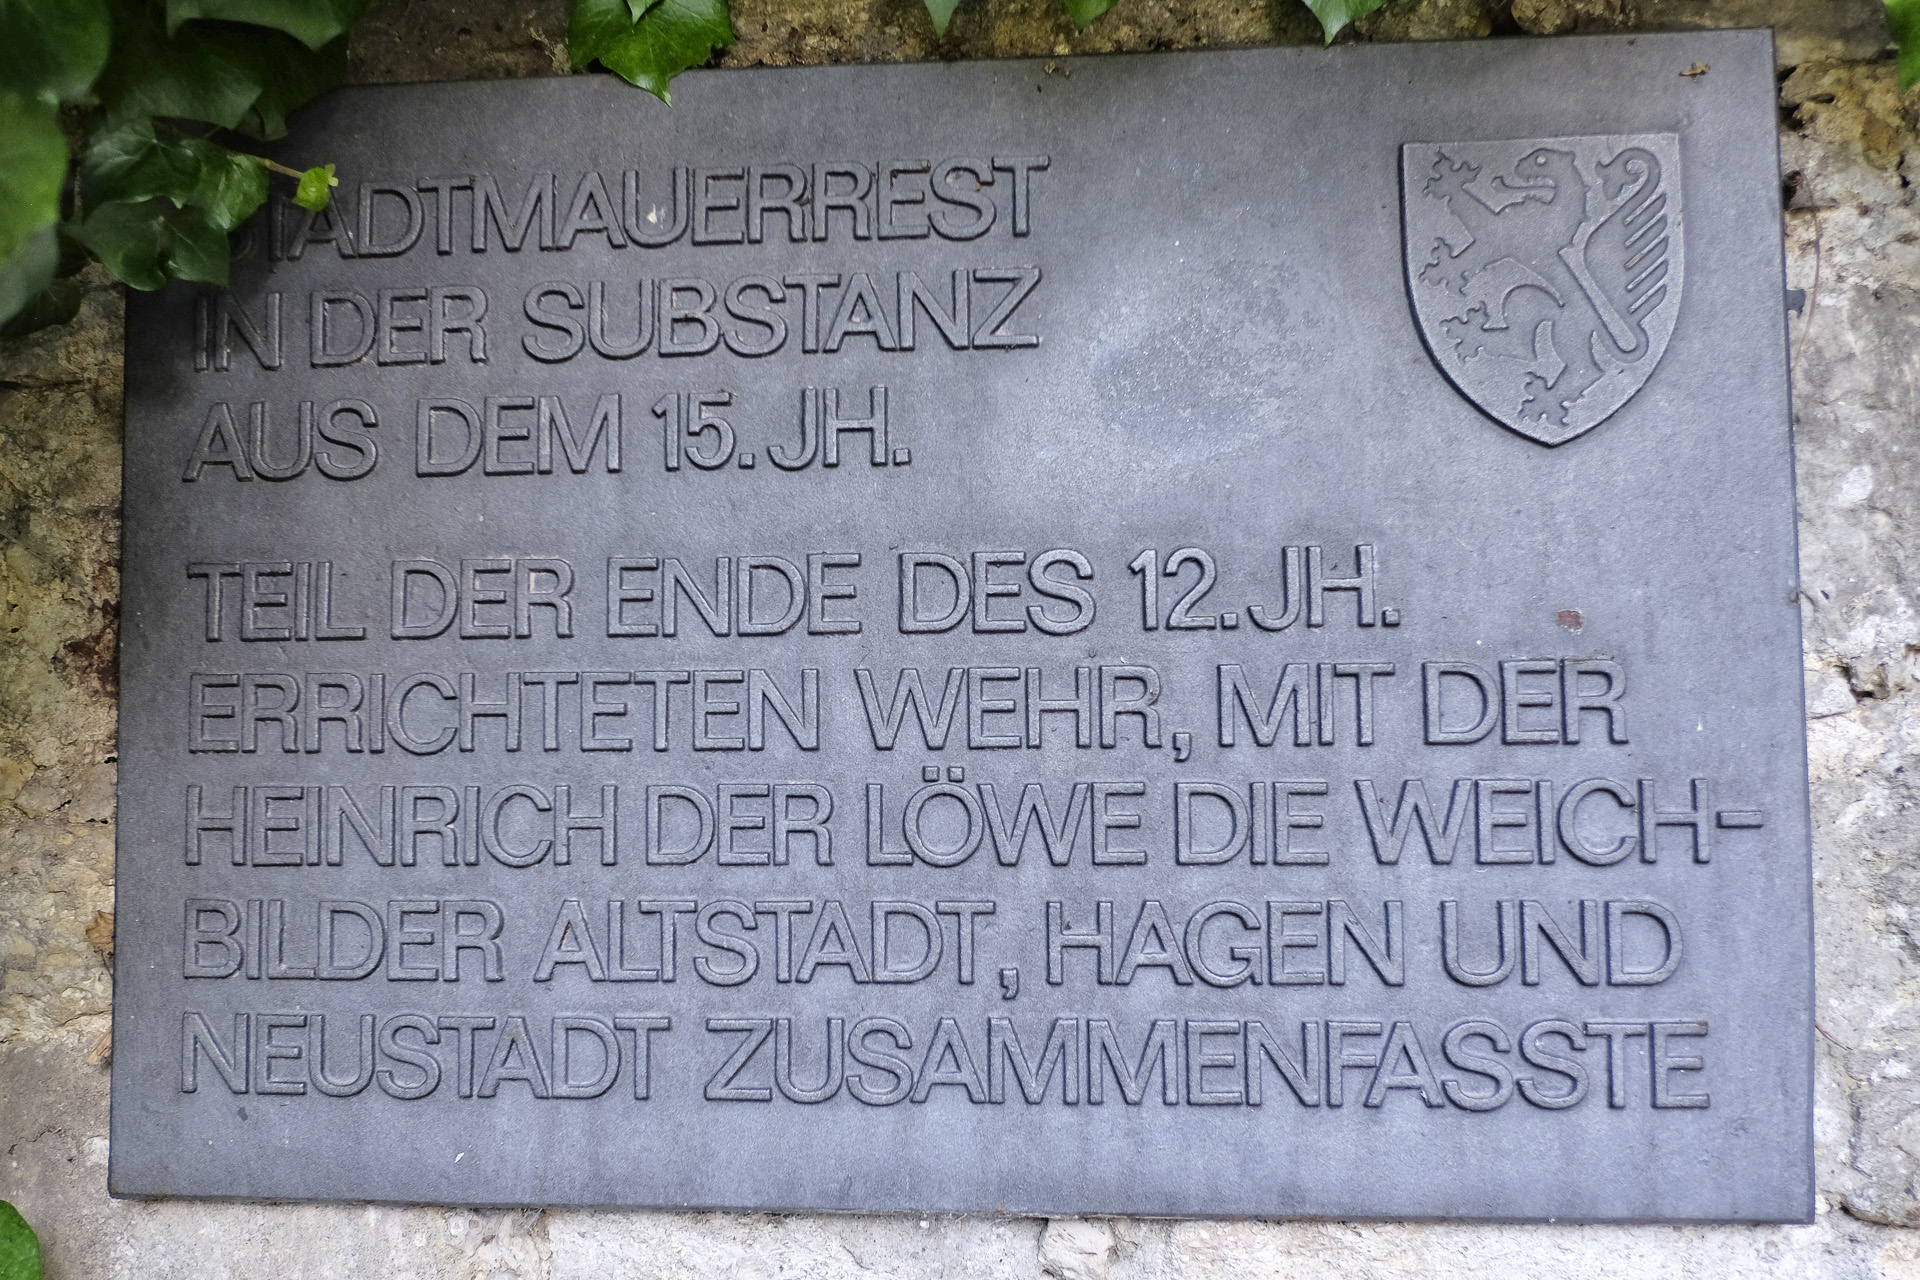 STADTMAUERREST
IN DER SUBSTANZ
AUS DEM 15. JH.
TEIL DER ENDE DES 12. JH.
ERRICHTETEN WEHR, MIT DER
HEINRICH DER LÖWE DIE WEICH-
BILDER ALTSTADT, HAGEN UND
NEUSTADT ZUSAMMENFASSTE